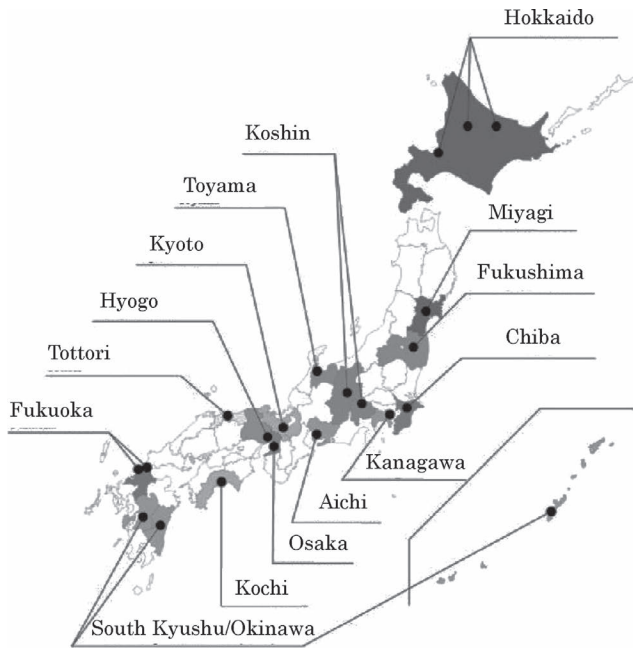 Hokkaido
Koshin
Toyama
Miyagi
Kyoto
Fukushima
Hyogo
Chiba
Tottori
Fukuoka
Kanagawa
Aichi
Osaka
Kochi
South Kyushu/Okinawa